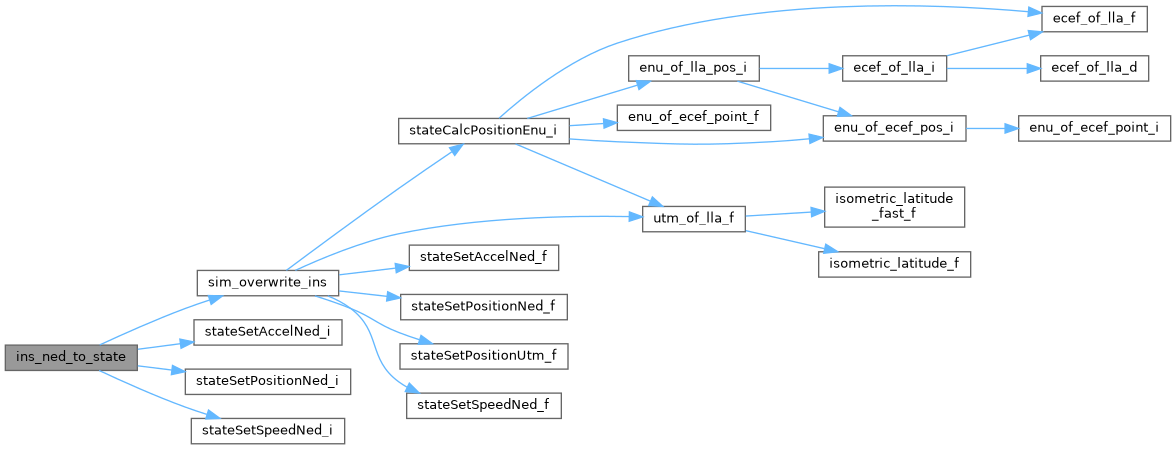 ins_ned_to_state
sim_overwrite_ins
stateSetAccelNed_i
stateSetPositionNed_i
stateSetSpeedNed_i
stateCalcPositionEnu_i
utm_of_lla_f
stateSetAccelNed_f
stateSetPositionNed_f
stateSetPositionUtm_f
stateSetSpeedNed_f
enu_of_lla_pos_i
enu_of_ecef_point_f
ecef_of_lla_f
ecef_of_lla_i
ecef_of_lla_d
enu_of_ecef_pos_i
enu_of_ecef_point_i
isometric_latitude
_fast_f
isometric_latitude_f